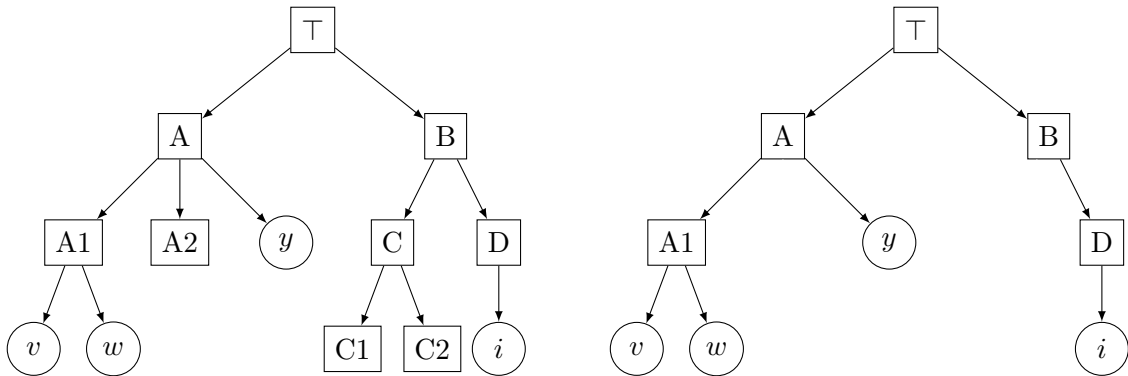 ⊤ ⊤
A B A B
A1 A2 y C D A1 y D
v w C1 C2 i v w i